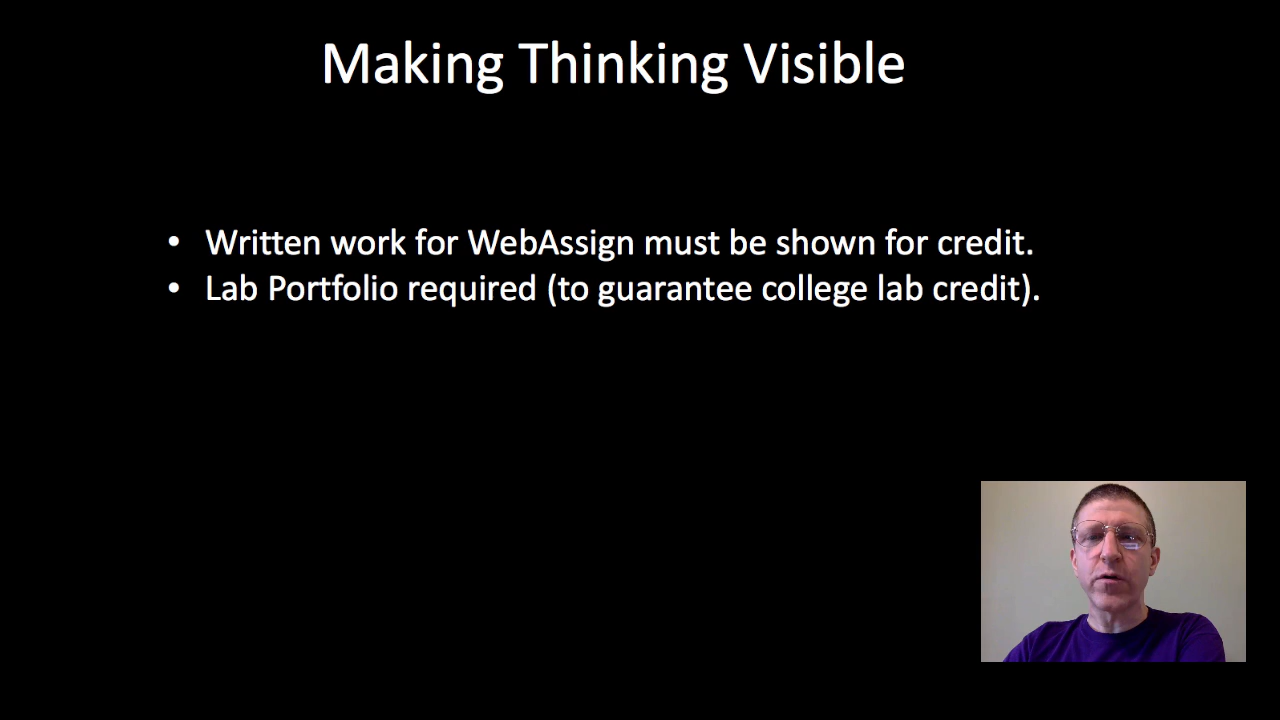 Making Thinking Visible
• Written work for WebAssign must be shown for credit.
• Lab Portfolio required (to guarantee college lab credit).